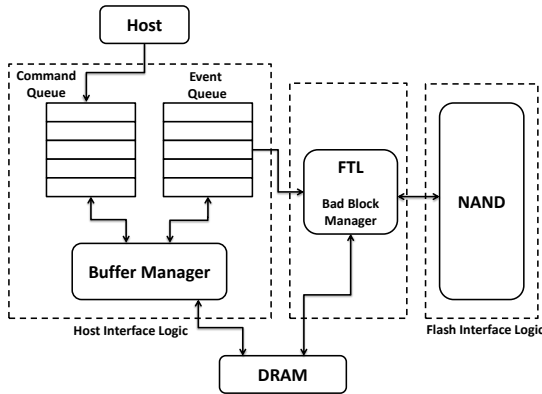 Host
Command
Queue
Event
Queue
FTL
Bad Block
Manager
NAND
Buffer Manager
Host Interface Logic
Flash Interface Logic
DRAM